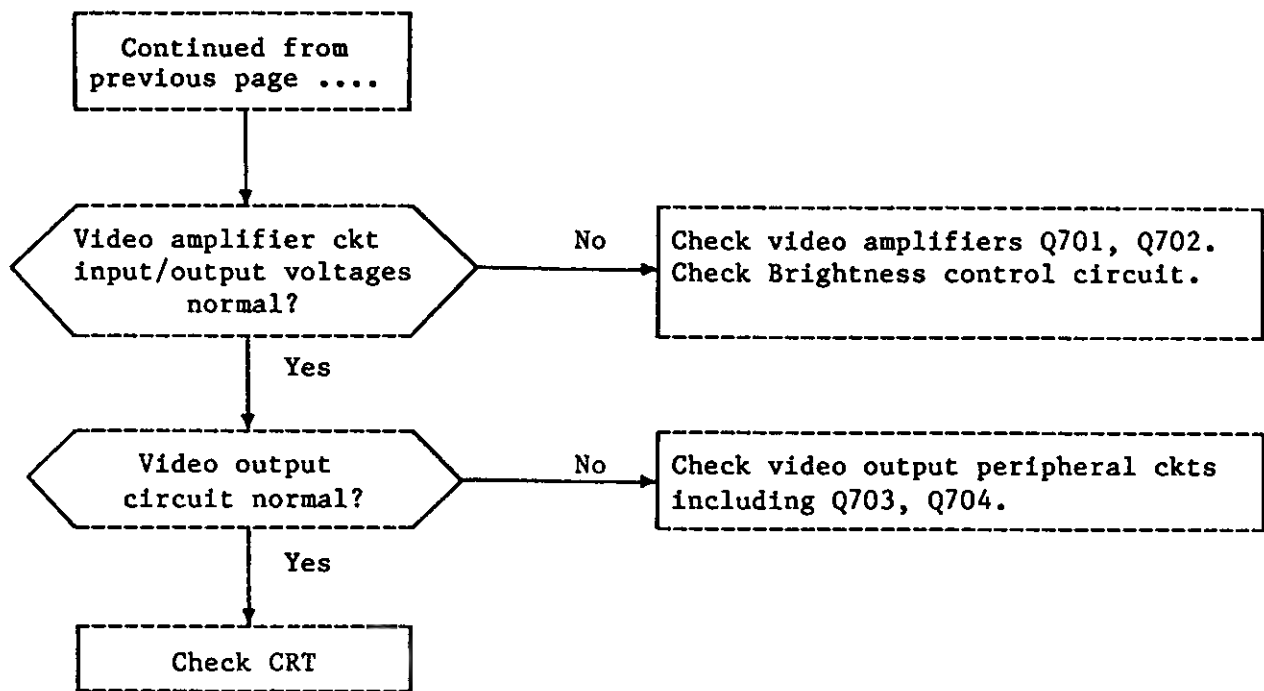 Continued from
previous page ....
Video amplifier ckt
input/output voltages
normal?
No
Check video amplifiers Q701, Q702.
Check Brightness control circuit.
Yes
Video output
circuit normal?
No
Check video output peripheral ckts
including Q703, Q704.
Yes
Check CRT